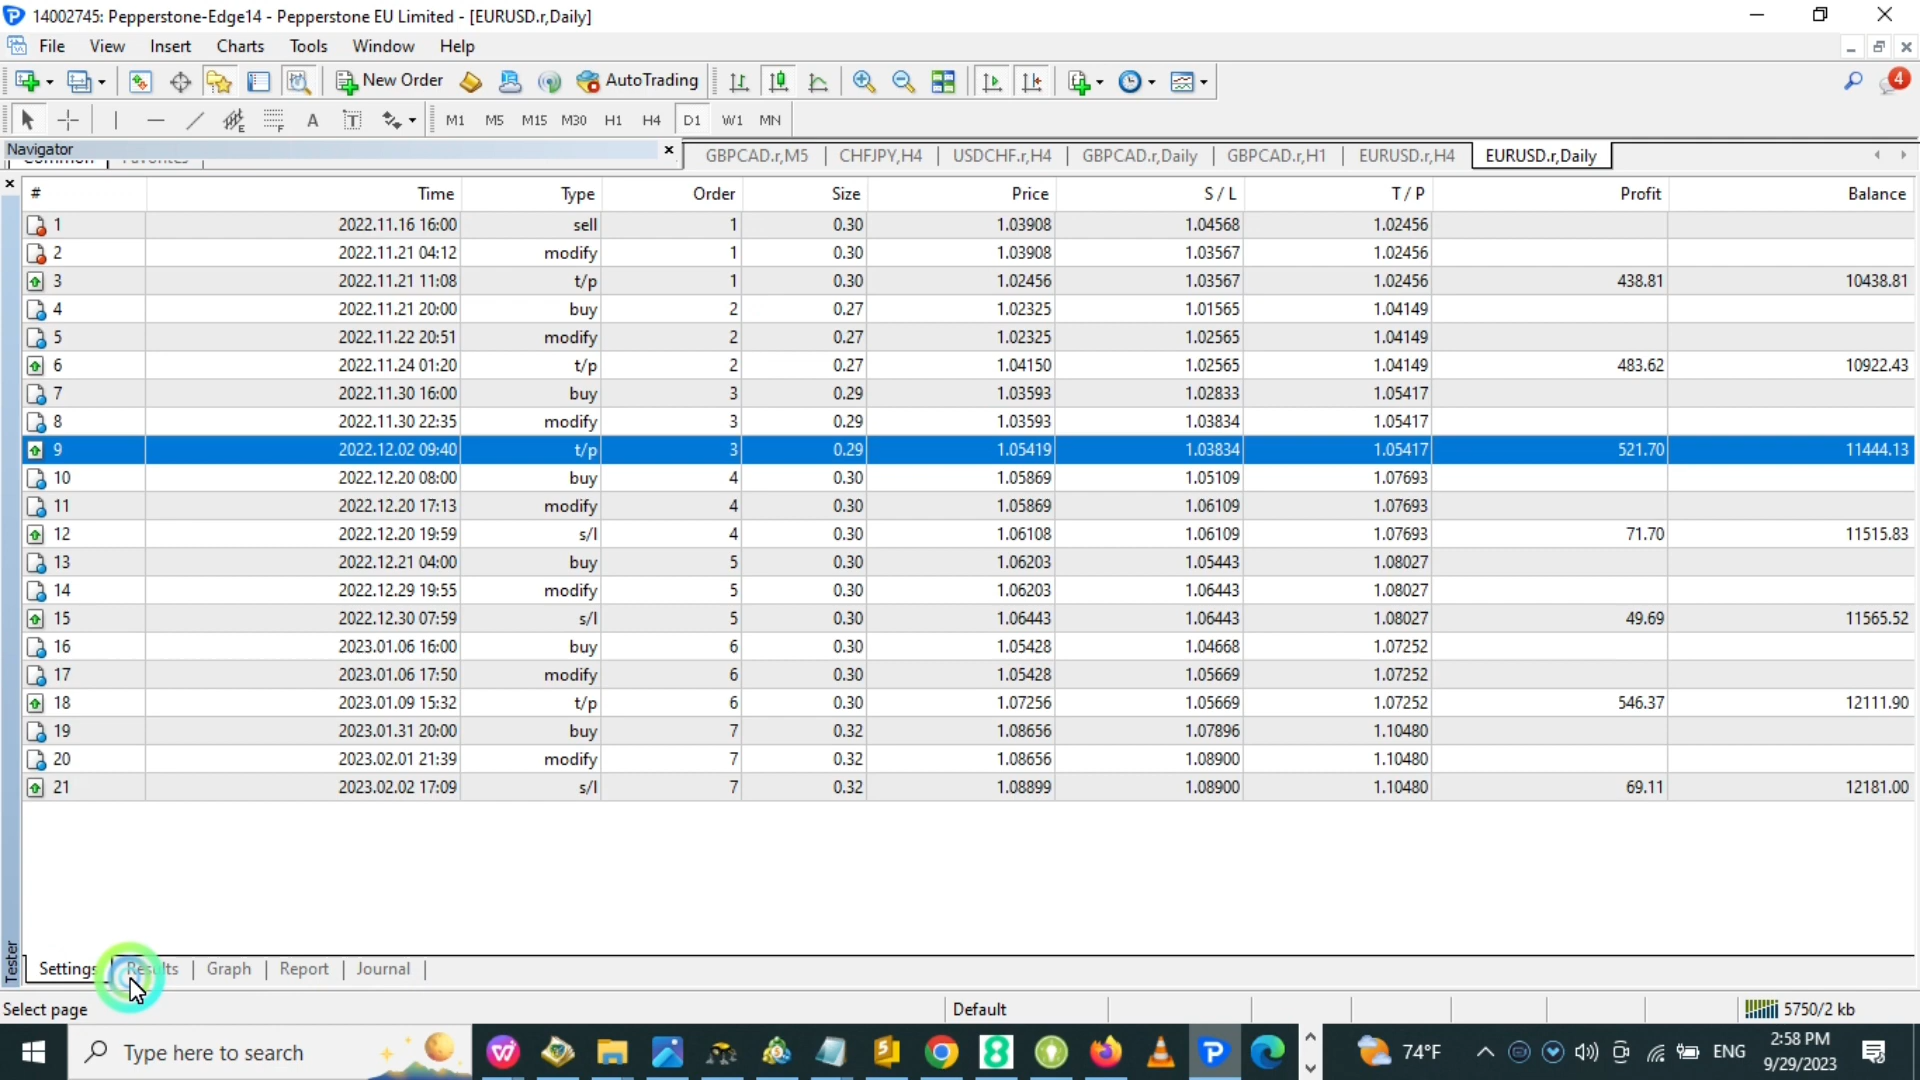 14002745: Pepperstone-Edge14 - Pepperstone EU Limited - [EURUSD.r,Daily]
File View Insert Charts Tools Window Help
New Order AutoTrading 4
A T M1 M5 M15 M30 H1 H4 D1 W1 MN
Navigator
Common Favorites
GBPCAD.r,M5 CHFJPY,H4 USDCHF.r,H4 GBPCAD.r,Daily GBPCAD.r,H1 EURUSD.r,H4 EURUSD.r,Daily
# Time Type Order Size Price S / L T / P Profit Balance
1 2022.11.16 16:00 sell 1 0.30 1.03908 1.04568 1.02456
2 2022.11.21 04:12 modify 1 0.30 1.03908 1.03567 1.02456
3 2022.11.21 11:08 t/p 1 0.30 1.02456 1.03567 1.02456 438.81 10438.81
4 2022.11.21 20:00 buy 2 0.27 1.02325 1.01565 1.04149
5 2022.11.22 20:51 modify 2 0.27 1.02325 1.02565 1.04149
6 2022.11.24 01:20 t/p 2 0.27 1.04150 1.02565 1.04149 483.62 10922.43
7 2022.11.30 16:00 buy 3 0.29 1.03593 1.02833 1.05417
8 2022.11.30 22:35 modify 3 0.29 1.03593 1.03834 1.05417
9 2022.12.02 09:40 t/p 3 0.29 1.05419 1.03834 1.05417 521.70 11444.13
10 2022.12.20 08:00 buy 4 0.30 1.05869 1.05109 1.07693
11 2022.12.20 17:13 modify 4 0.30 1.05869 1.06109 1.07693
12 2022.12.20 19:59 s/l 4 0.30 1.06108 1.06109 1.07693 71.70 11515.83
13 2022.12.21 04:00 buy 5 0.30 1.06203 1.05443 1.08027
14 2022.12.29 19:55 modify 5 0.30 1.06203 1.06443 1.08027
15 2022.12.30 07:59 s/l 5 0.30 1.06443 1.06443 1.08027 49.69 11565.52
16 2023.01.06 16:00 buy 6 0.30 1.05428 1.04668 1.07252
17 2023.01.06 17:50 modify 6 0.30 1.05428 1.05669 1.07252
18 2023.01.09 15:32 t/p 6 0.30 1.07256 1.05669 1.07252 546.37 12111.90
19 2023.01.31 20:00 buy 7 0.32 1.08656 1.07896 1.10480
20 2023.02.01 21:39 modify 7 0.32 1.08656 1.08900 1.10480
21 2023.02.02 17:09 s/l 7 0.32 1.08899 1.08900 1.10480 69.11 12181.00
Tester
Settings Results Graph Report Journal
Select page Default 5750/2 kb
Type here to search 74°F ENG 2:58 PM
9/29/2023